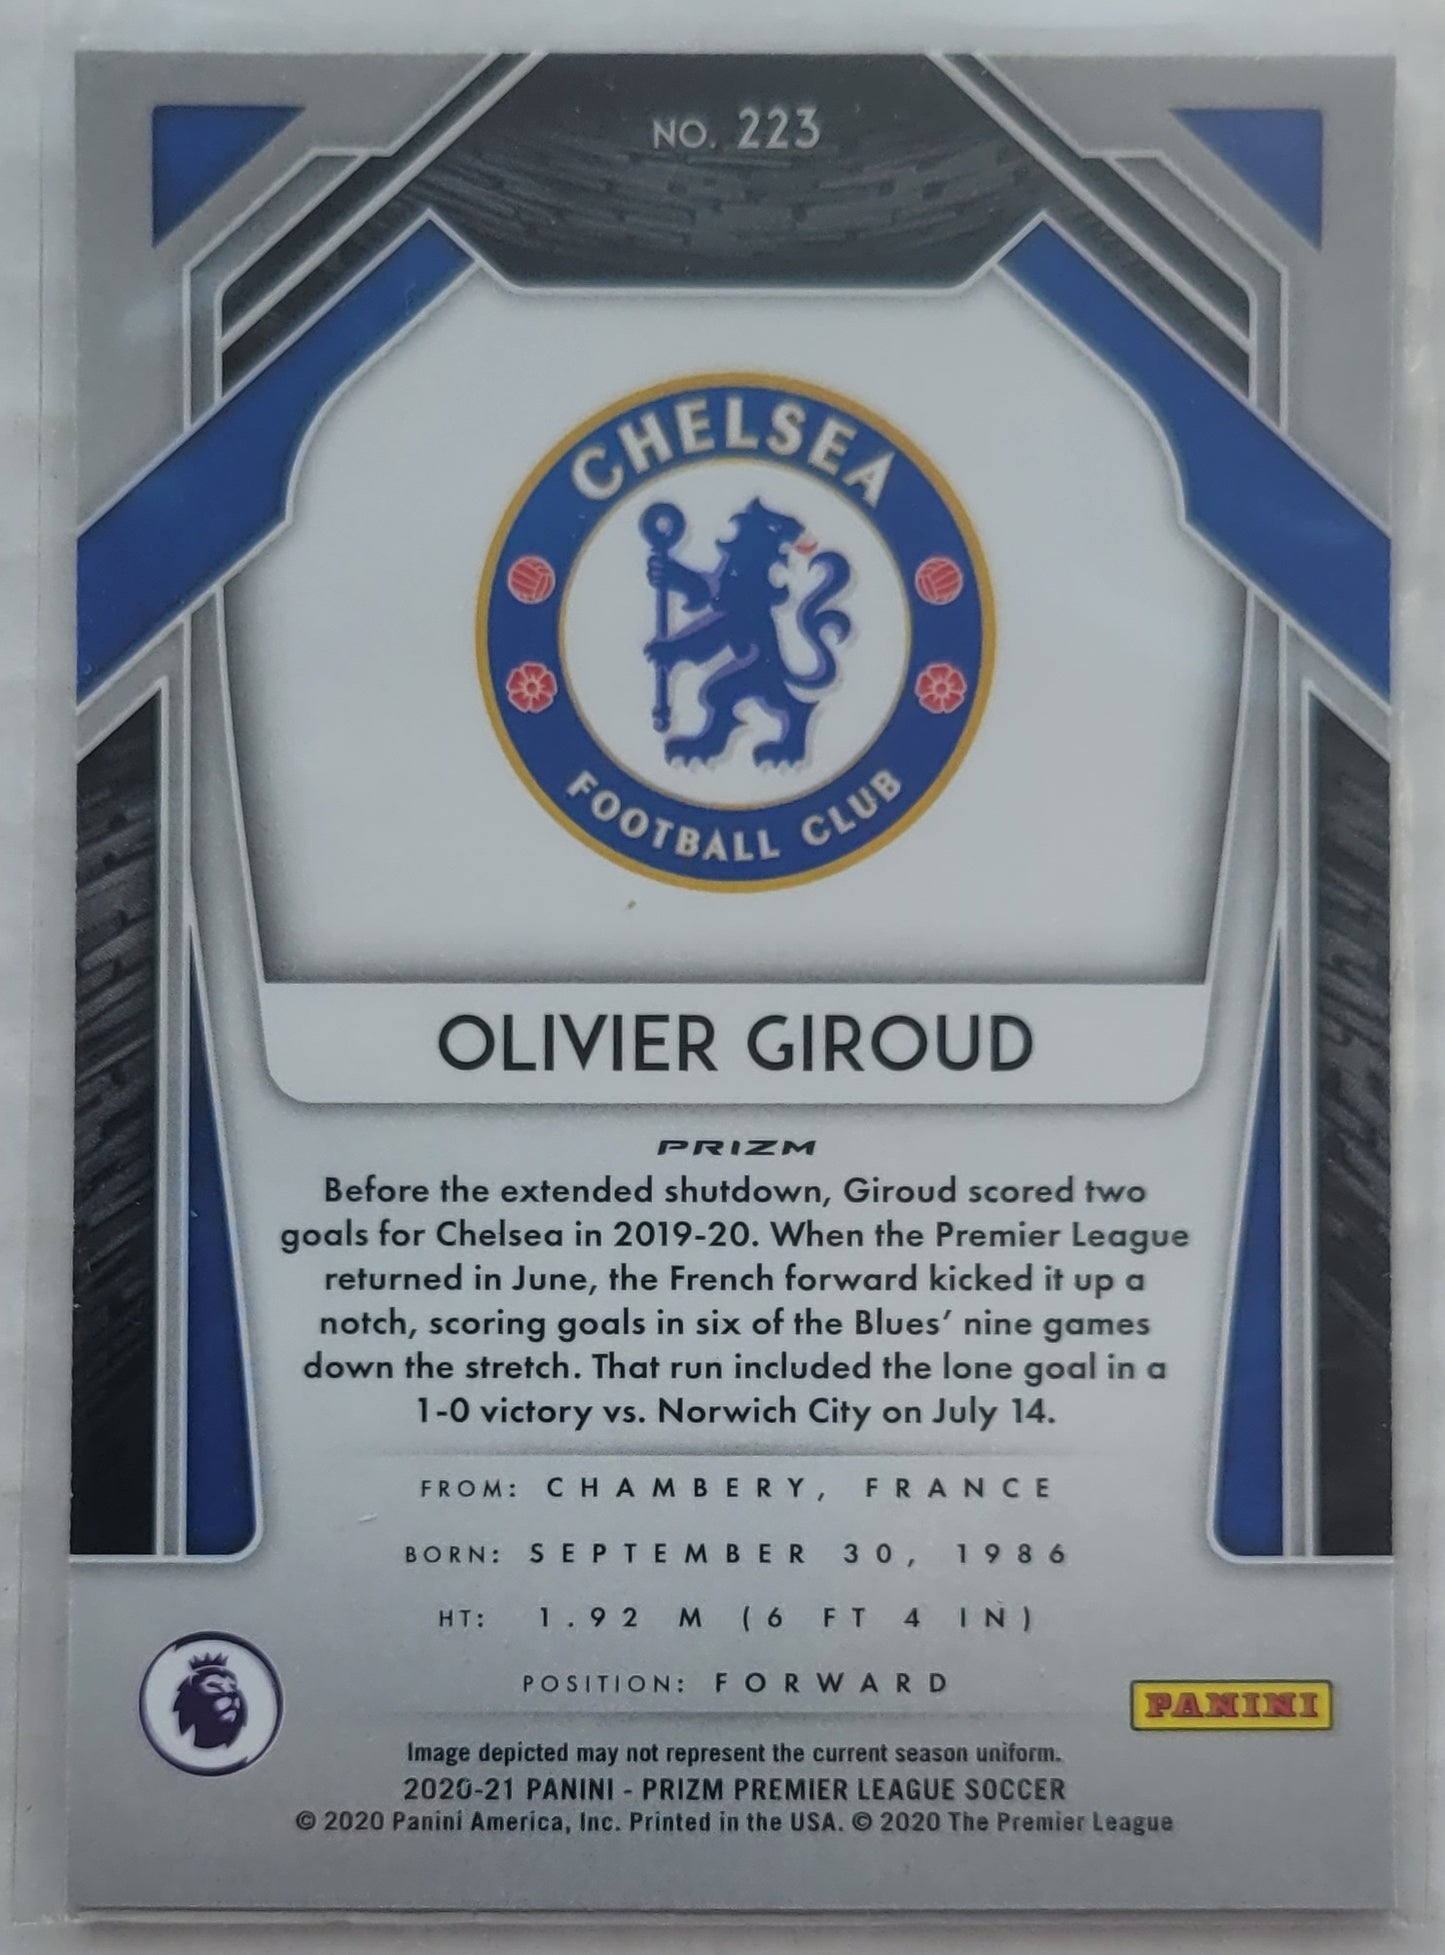 NO. 223
CHELSEA
FOOTBALL CLUB
OLIVIER GIROUD
PRIZM
Before the extended shutdown, Giroud scored two
goals for Chelsea in 2019-20. When the Premier League
returned in June, the French forward kicked it up a
notch, scoring goals in six of the Blues' nine games
down the stretch. That run included the lone goal in a
1-0 victory vs. Norwich City on July 14.
FROM: CHAMBERY, FRANCE
BORN: SEPTEMBER 30, 1986
HT: 1.92 M (6 FT 4 IN)
POSITION: FORWARD
PANINI
Image depicted may not represent the current season uniform.
2020-21 PANINI - PRIZM PREMIER LEAGUE SOCCER
© 2020 Panini America, Inc. Printed in the USA. © 2020 The Premier League